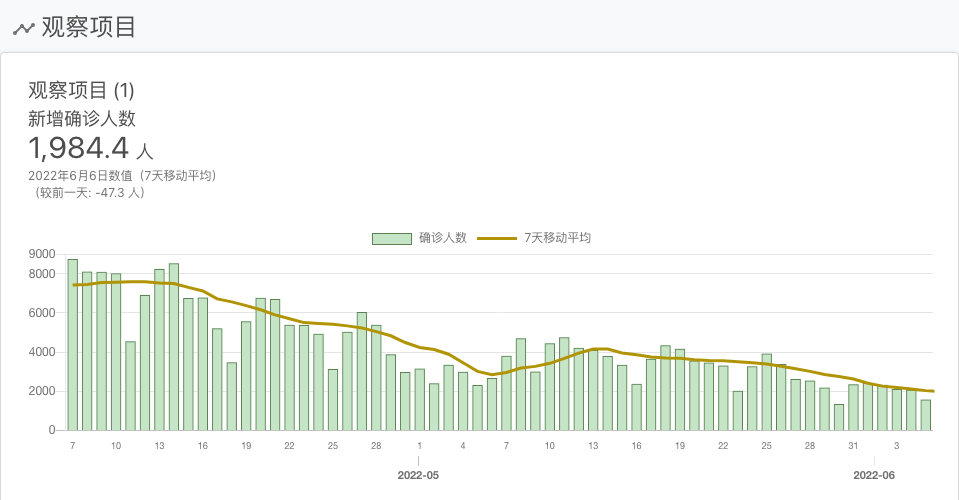 观察项目
观察项目 (1)
新增确诊人数
1,984.4 人
2022年6月6日数值（7天移动平均）
（较前一天: -47.3 人）
确诊人数 7天移动平均
9000
8000
6000
4000
2000
0
7 10 13 16 19 22 25 28 1 4 7 10 13 16 19 22 25 28 31 3
2022-05 2022-06